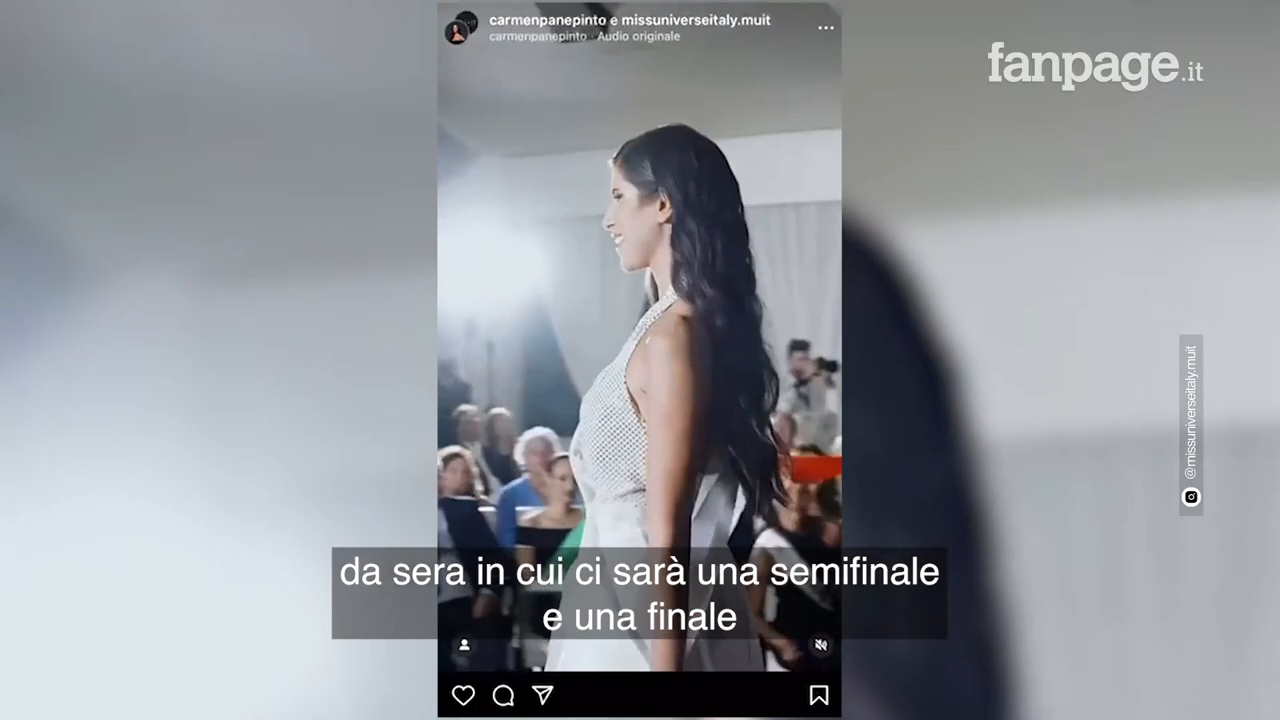 carmenpanepinto e missuniverseitaly.muit
carmenpanepinto · Audio originale
fanpage.it
@missuniverseitaly.muit
da sera in cui ci sarà una semifinale
e una finale